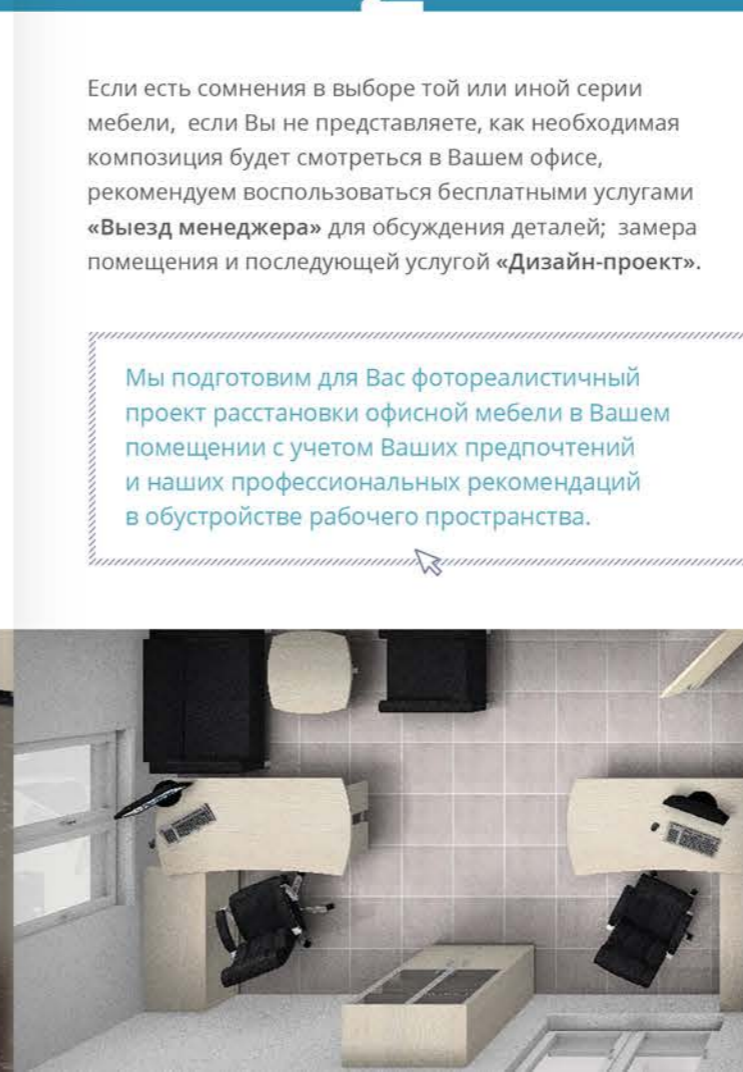 Если есть сомнения в выборе той или иной серии
мебели, если Вы не представляете, как необходимая
композиция будет смотреться в Вашем офисе,
рекомендуем воспользоваться бесплатными услугами
«Выезд менеджера» для обсуждения деталей; замера
помещения и последующей услугой «Дизайн-проект».
Мы подготовим для Вас фотореалистичный
проект расстановки офисной мебели в Вашем
помещении с учетом Ваших предпочтений
и наших профессиональных рекомендаций
в обустройстве рабочего пространства.